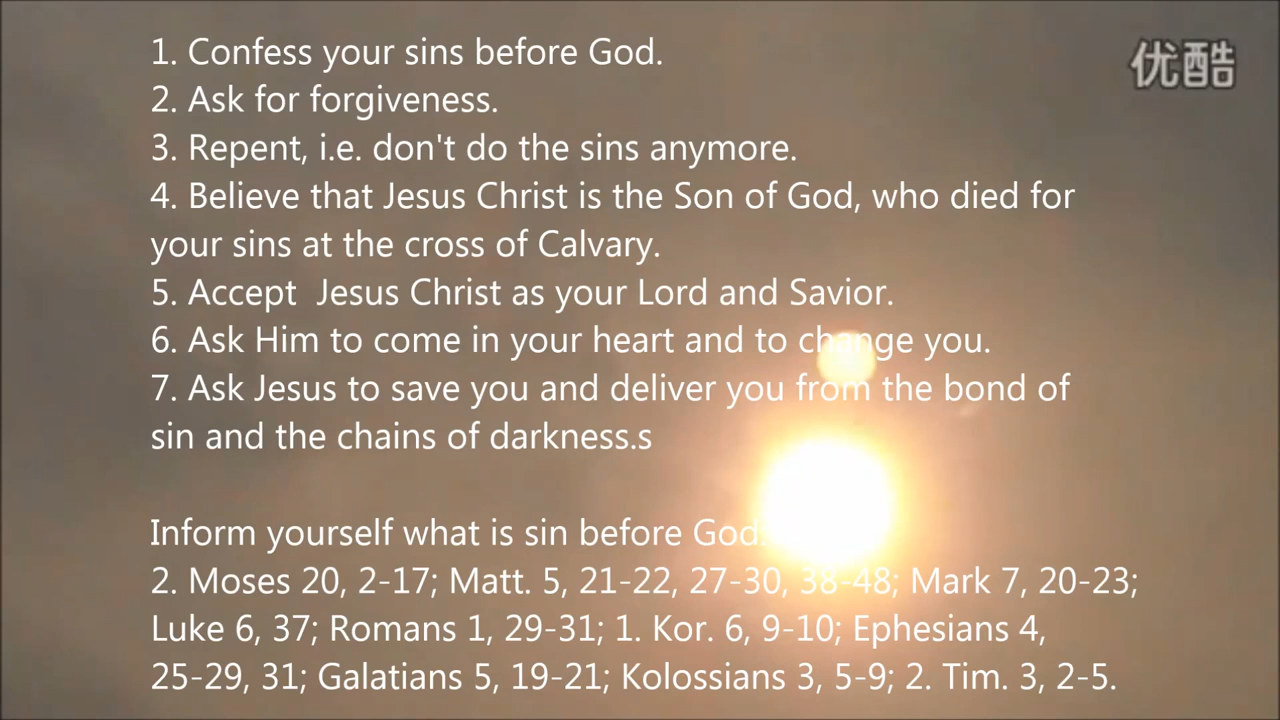 1. Confess your sins before God.
优酷
2. Ask for forgiveness.
3. Repent, i.e. don't do the sins anymore.
4. Believe that Jesus Christ is the Son of God, who died for
your sins at the cross of Calvary.
5. Accept  Jesus Christ as your Lord and Savior.
6. Ask Him to come in your heart and to change you.
7. Ask Jesus to save you and deliver you from the bond of
sin and the chains of darkness.s
Inform yourself what is sin before God:
2. Moses 20, 2-17; Matt. 5, 21-22, 27-30, 38-48; Mark 7, 20-23;
Luke 6, 37; Romans 1, 29-31; 1. Kor. 6, 9-10; Ephesians 4,
25-29, 31; Galatians 5, 19-21; Kolossians 3, 5-9; 2. Tim. 3, 2-5.